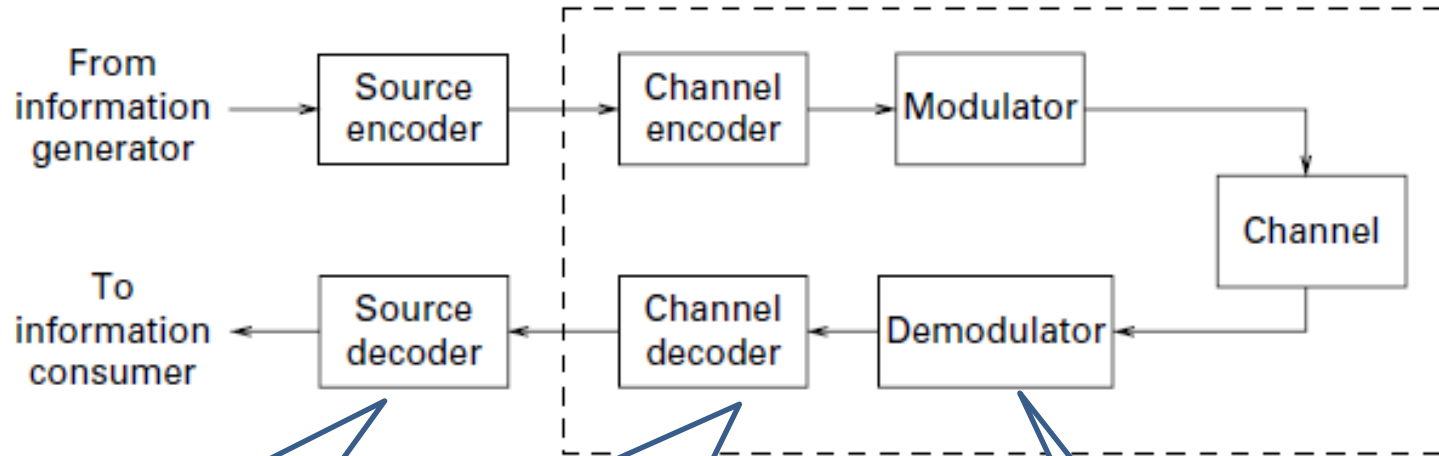 From
information
generator
Source
encoder
Channel
encoder
Modulator
Channel
To
information
consumer
Source
decoder
Channel
decoder
Demodulator